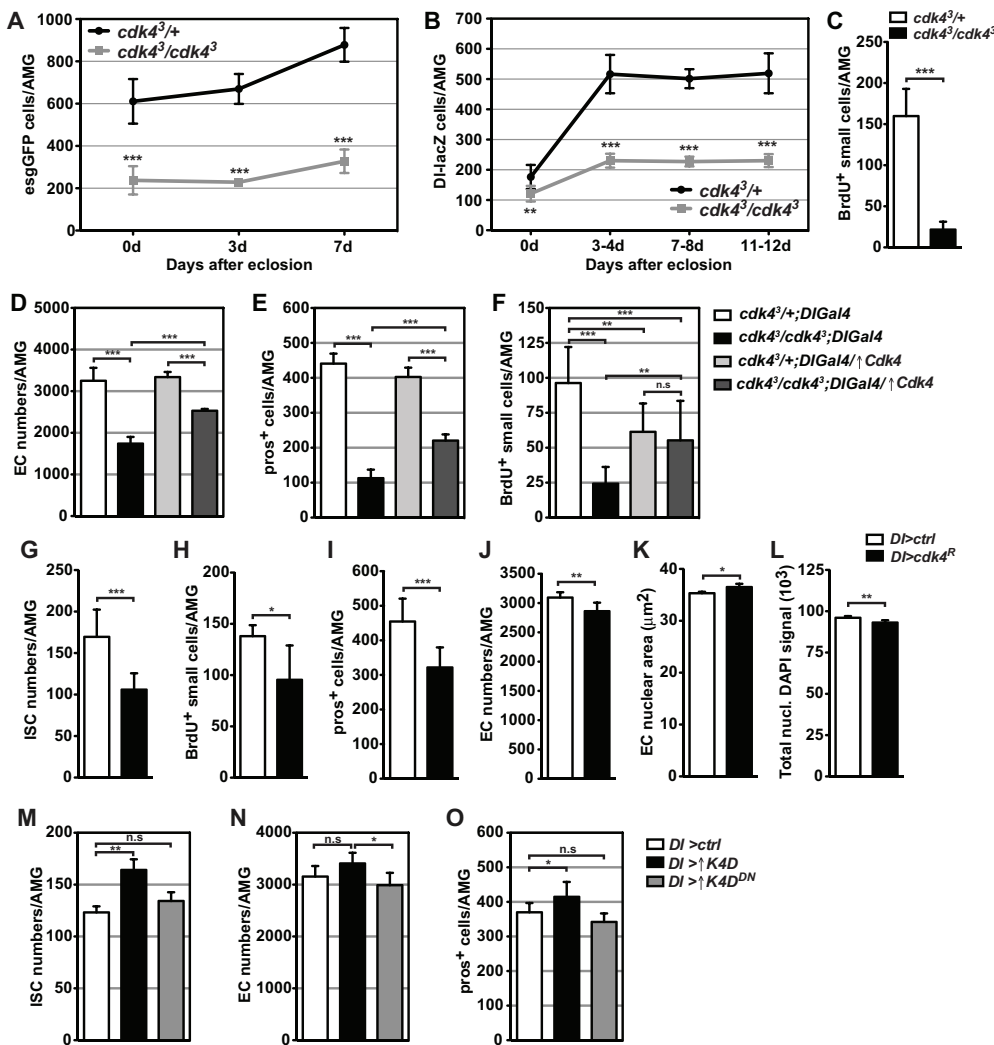 A
cdk4³/+
cdk4³/cdk4³
esgGFP cells/AMG
1000
800
600
400
200
0
***
***
***
0d
3d
7d
Days after eclosion
B
Dl-lacZ cells/AMG
700
600
500
400
300
200
100
0
**
***
***
***
cdk4³/+
cdk4³/cdk4³
0d
3-4d
7-8d
11-12d
Days after eclosion
C
cdk4³/+
cdk4³/cdk4³
BrdU⁺ small cells/AMG
250
200
150
100
50
0
***
D
EC numbers/AMG
5000
4000
3000
2000
1000
0
***
***
***
E
pros⁺ cells/AMG
600
500
400
300
200
100
0
***
***
***
F
BrdU⁺ small cells/AMG
150
125
100
75
50
25
0
***
**
***
**
n.s
cdk4³/+;DlGal4
cdk4³/cdk4³;DlGal4
cdk4³/+;DlGal4/↑Cdk4
cdk4³/cdk4³;DlGal4/↑Cdk4
G
ISC numbers/AMG
250
200
150
100
50
0
***
H
BrdU⁺ small cells/AMG
200
150
100
50
0
*
I
pros⁺ cells/AMG
600
500
400
300
200
100
0
***
J
EC numbers/AMG
3500
3000
2500
2000
1500
1000
500
0
**
K
EC nuclear area (μm2)
60
40
20
0
*
L
Total nucl. DAPI signal (10³)
150
100
50
0
**
Dl>ctrl
Dl>cdk4ᴿ
M
ISC numbers/AMG
200
150
100
50
0
n.s
**
N
EC numbers/AMG
6000
4500
3000
1500
0
n.s
*
O
pros⁺ cells/AMG
600
500
400
300
200
100
0
n.s
*
Dl >ctrl
Dl >↑K4D
Dl >↑K4Dᴰᴺ